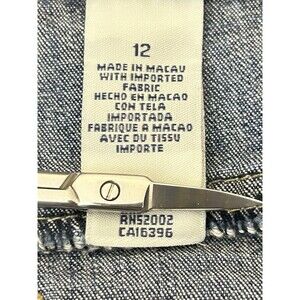 12
MADE IN MACAU
WITH IMPORTED
FABRIC
HECHO EN MACAO
CON TELA
IMPORTADA
FABRIQUE A MACAO
AVEC DU TISSU
IMPORTE
RN52002
CA16396